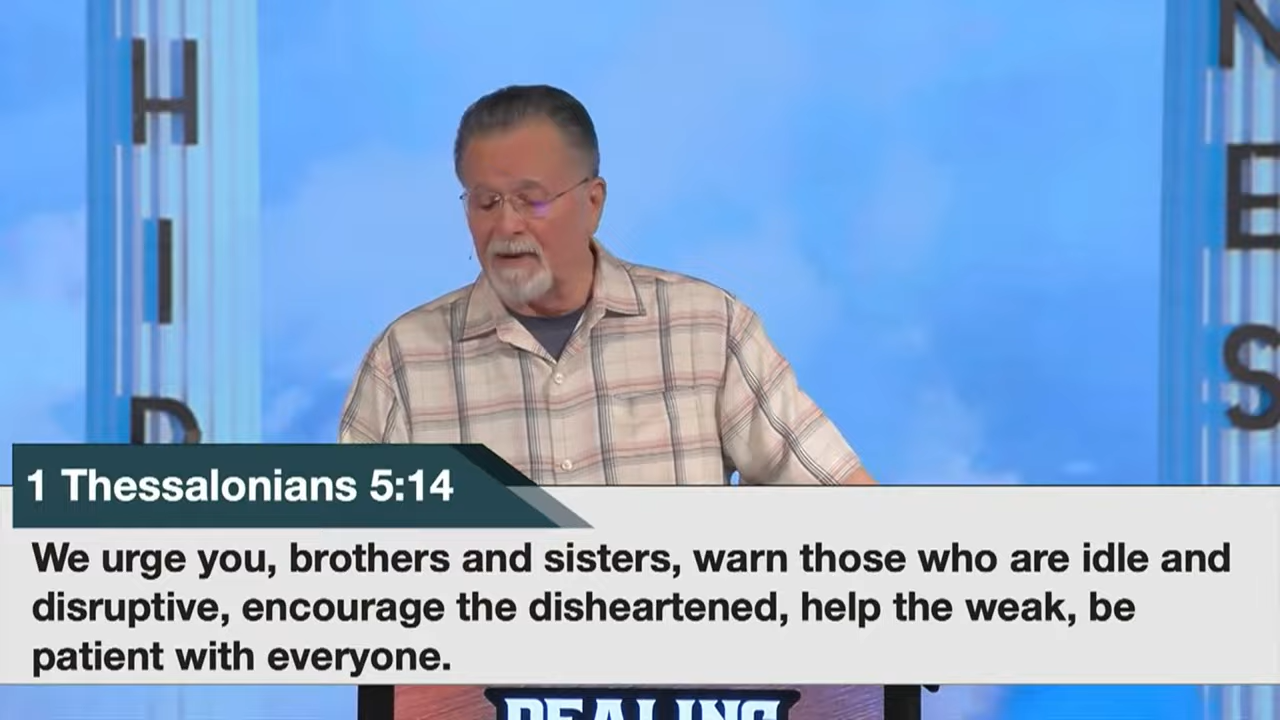 H
I
D
E
S
1 Thessalonians 5:14
We urge you, brothers and sisters, warn those who are idle and
disruptive, encourage the disheartened, help the weak, be
patient with everyone.
DEALING